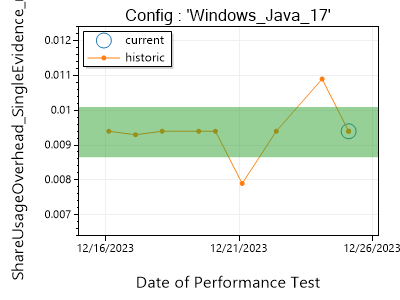 Config : 'Windows_Java_17'
current
historic
0.012
0.011
0.01
0.009
0.008
0.007
ShareUsageOverhead_SingleEvidence_
12/16/2023
12/21/2023
12/26/2023
Date of Performance Test